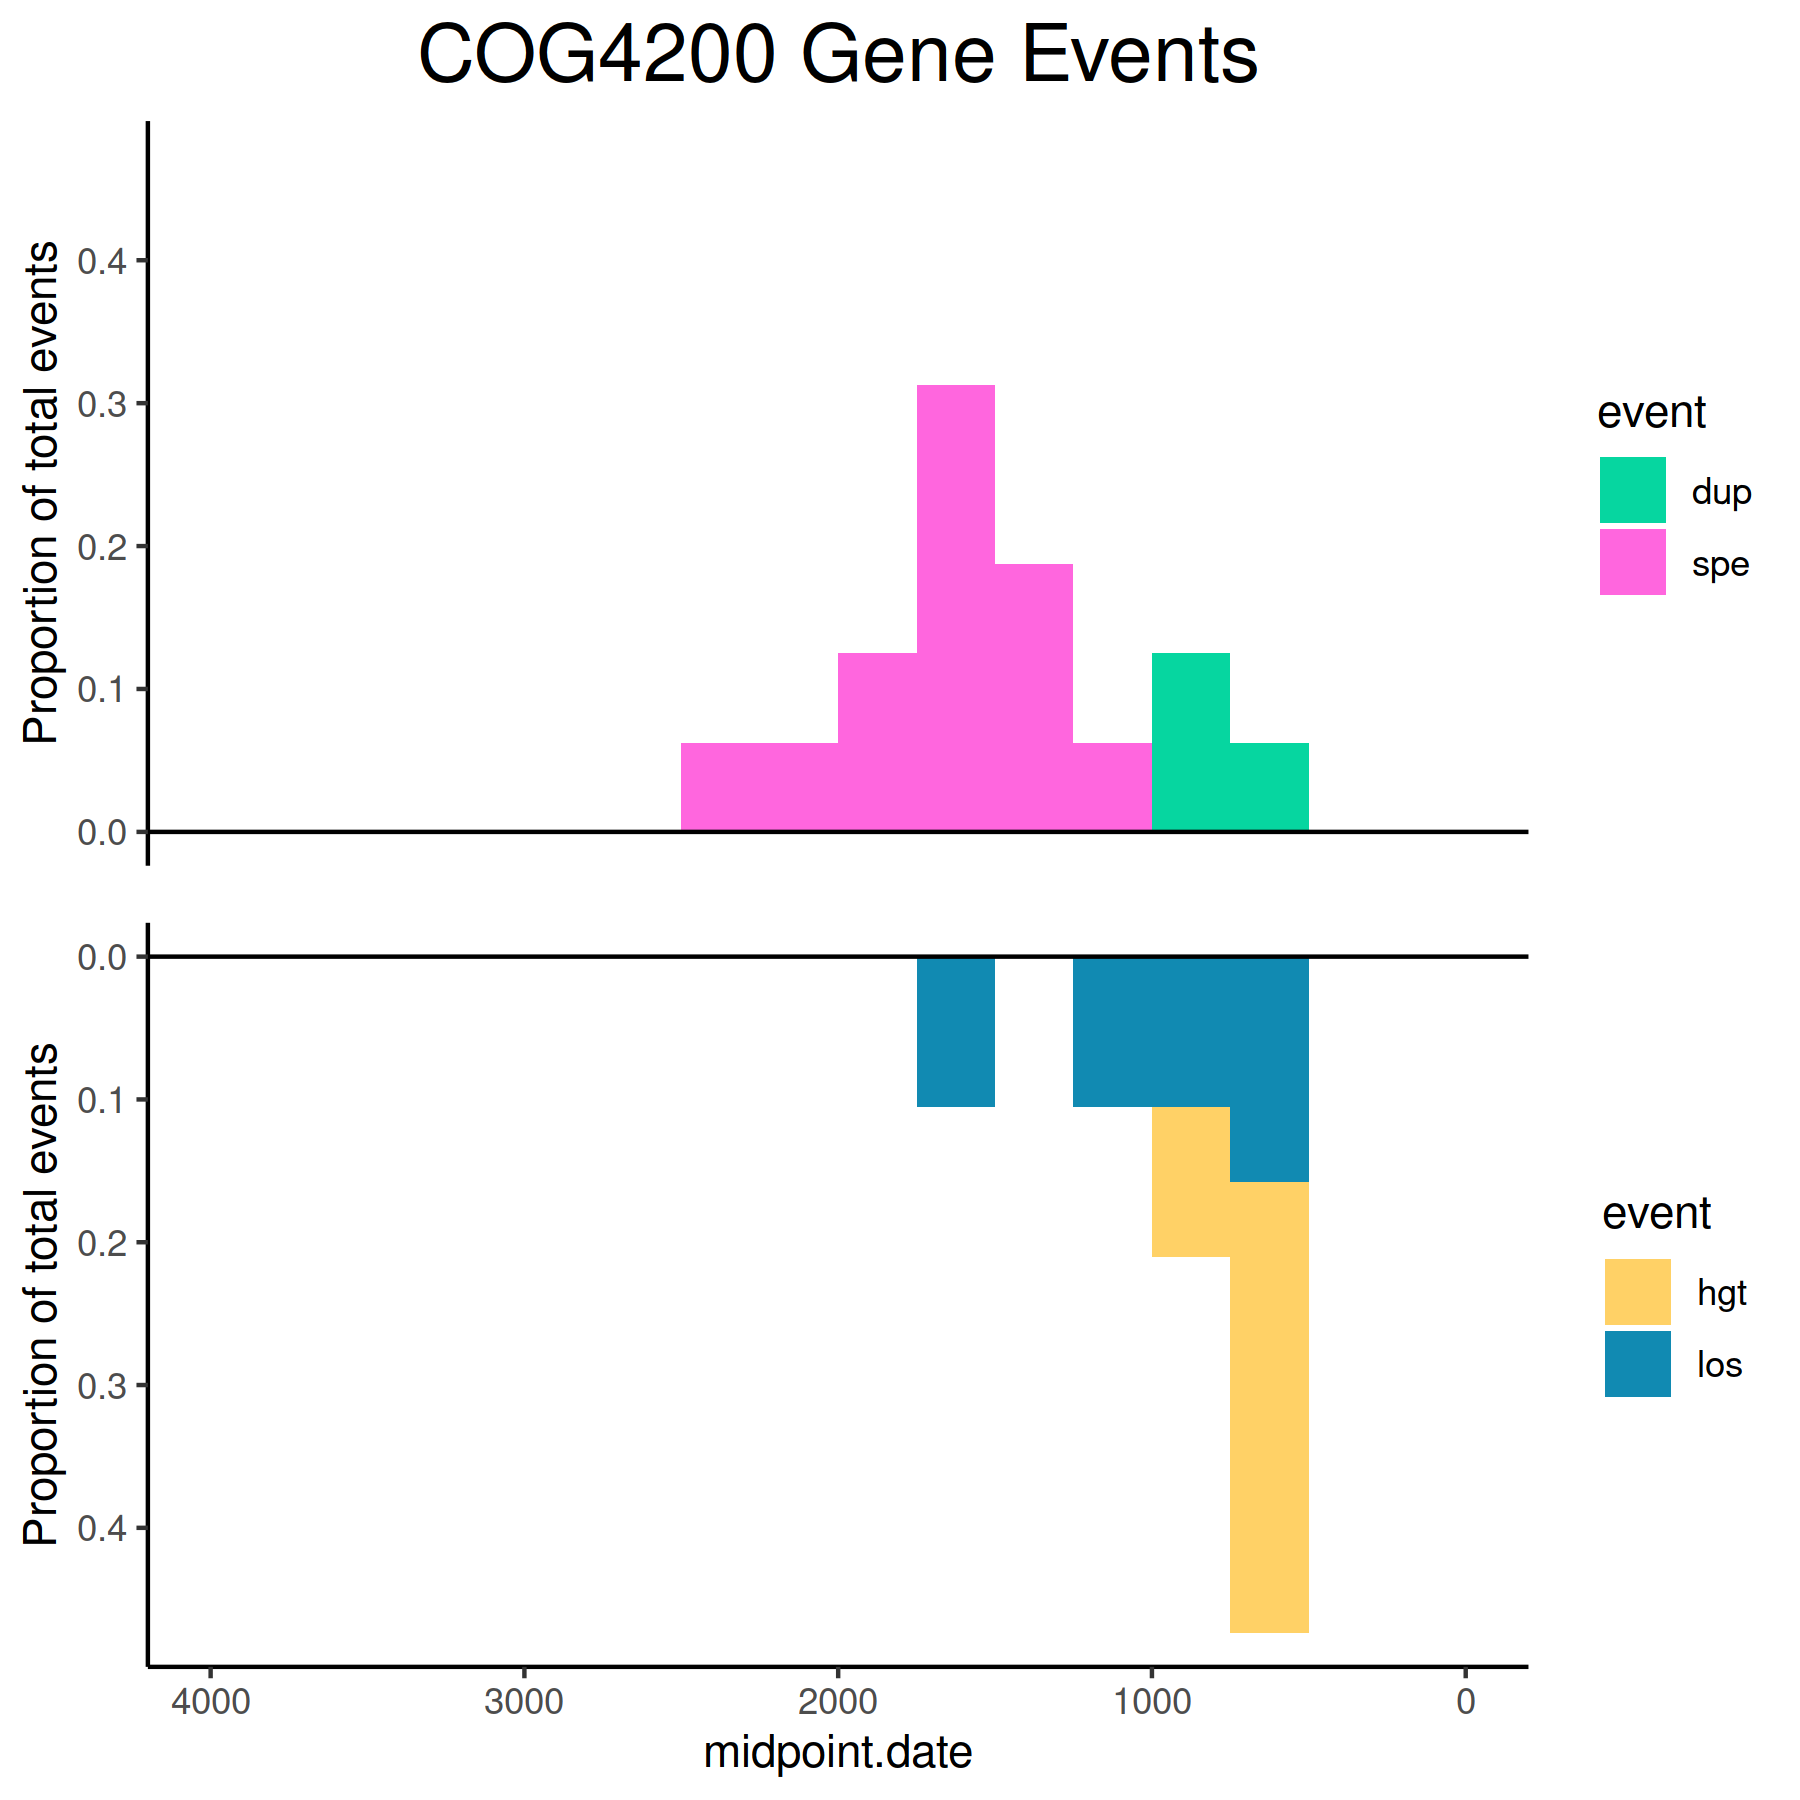 COG4200 Gene Events
Proportion of total events
0.4
0.3
0.2
0.1
0.0
event
dup
spe
Proportion of total events
0.0
0.1
0.2
0.3
0.4
event
hgt
los
4000 3000 2000 1000 0
midpoint.date